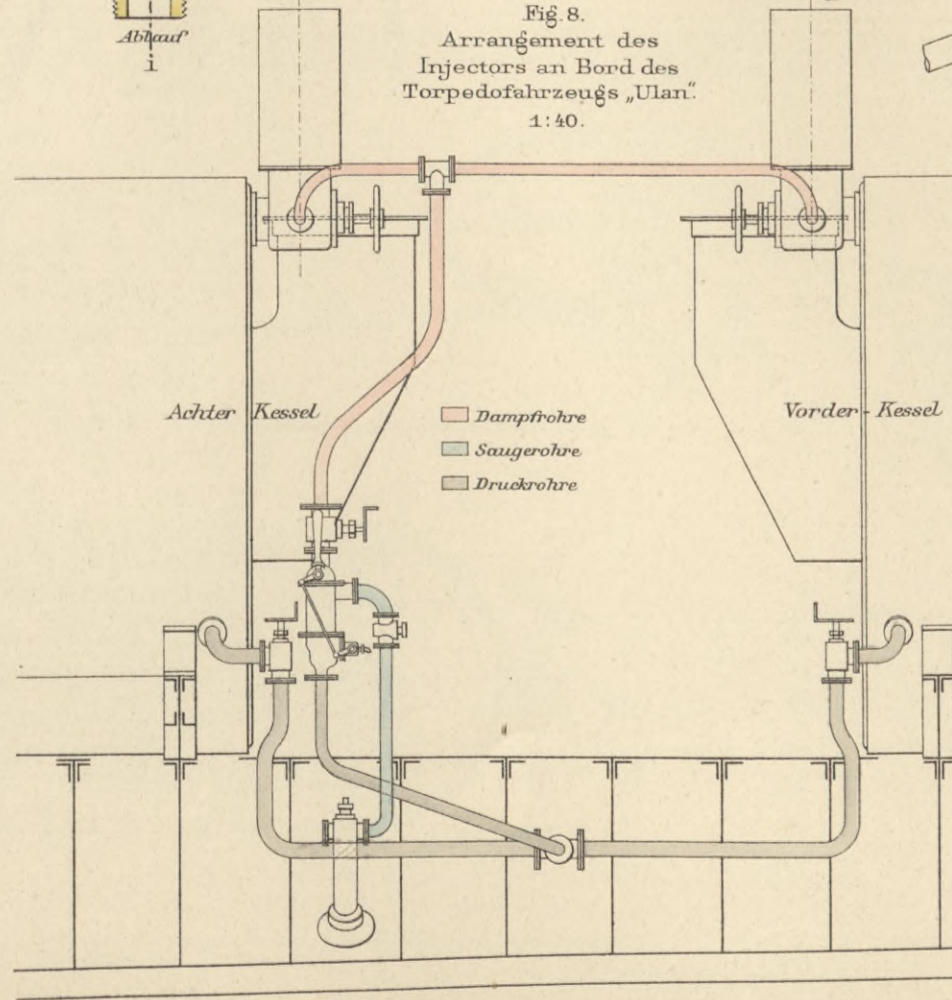 Ablauf
i
Fig. 8.
Arrangement des
Injectors an Bord des
Torpedofahrzeugs „Ulan“.
1:40.
Achter Kessel
Vorder-Kessel
Dampfrohre
Saugerohre
Druckrohre